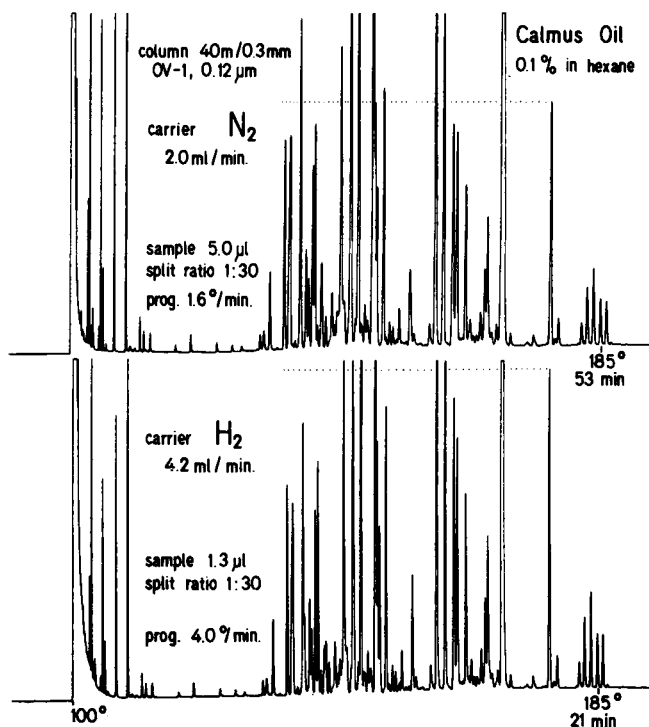 column 40m/0.3mm
OV-1, 0.12 µm
Calmus Oil
0.1% in hexane
carrier N2
2.0 ml/min.
sample 5.0 µl
split ratio 1:30
prog. 1.6°/min.
185°
53 min
carrier H2
4.2 ml/min.
sample 1.3 µl
split ratio 1:30
prog. 4.0°/min.
100°
185°
21 min